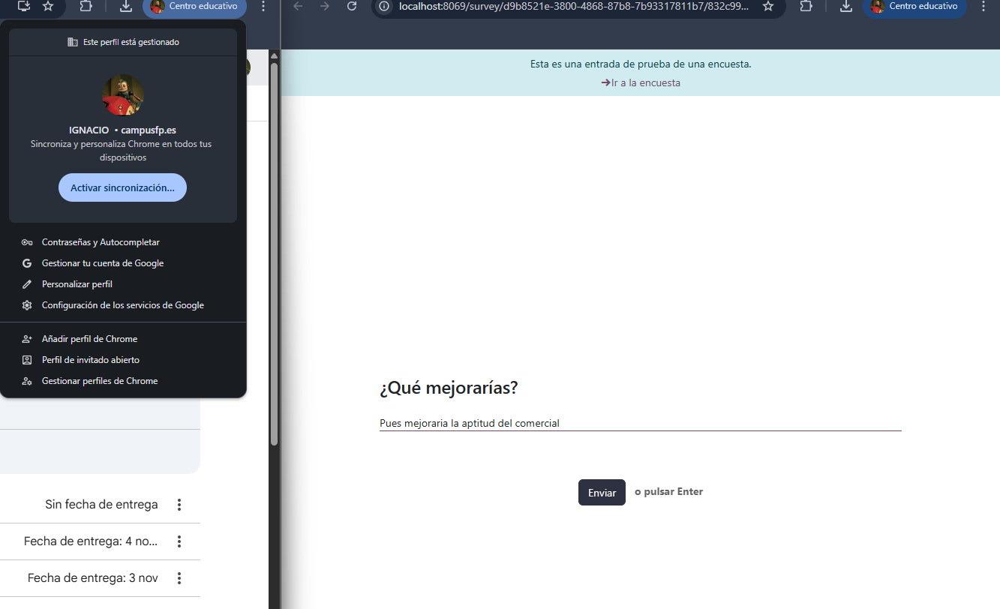 Centro educativo
Este perfil está gestionado
IGNACIO • campusfp.es
Sincroniza y personaliza Chrome en todos tus
dispositivos
Activar sincronización...
Contraseñas y Autocompletar
Gestionar tu cuenta de Google
Personalizar perfil
Configuración de los servicios de Google
Añadir perfil de Chrome
Perfil de invitado abierto
Gestionar perfiles de Chrome
Sin fecha de entrega
Fecha de entrega: 4 no...
Fecha de entrega: 3 nov
localhost:8069/survey/d9b8521e-3800-4868-87b8-7b93317811b7/832c99...
Centro educativo
Esta es una entrada de prueba de una encuesta.
→Ir a la encuesta
¿Qué mejorarías?
Pues mejoraria la aptitud del comercial
Enviar o pulsar Enter